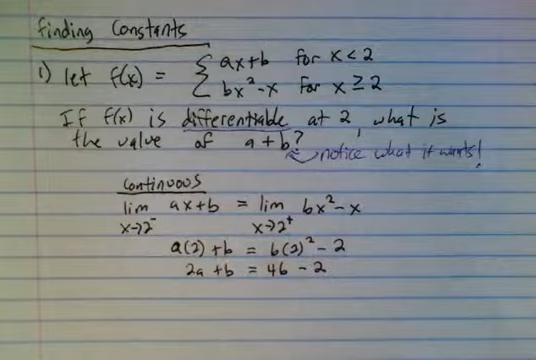 finding Constants
1) let f(x) = { ax+b for x < 2
bx²-x for x ≥ 2
If f(x) is differentiable at 2, what is
the value of a+b?
notice what it wants!
Continuous
lim x→2⁻ ax+b = lim x→2⁺ bx²-x
a(2)+b = b(2)²-2
2a+b = 4b-2